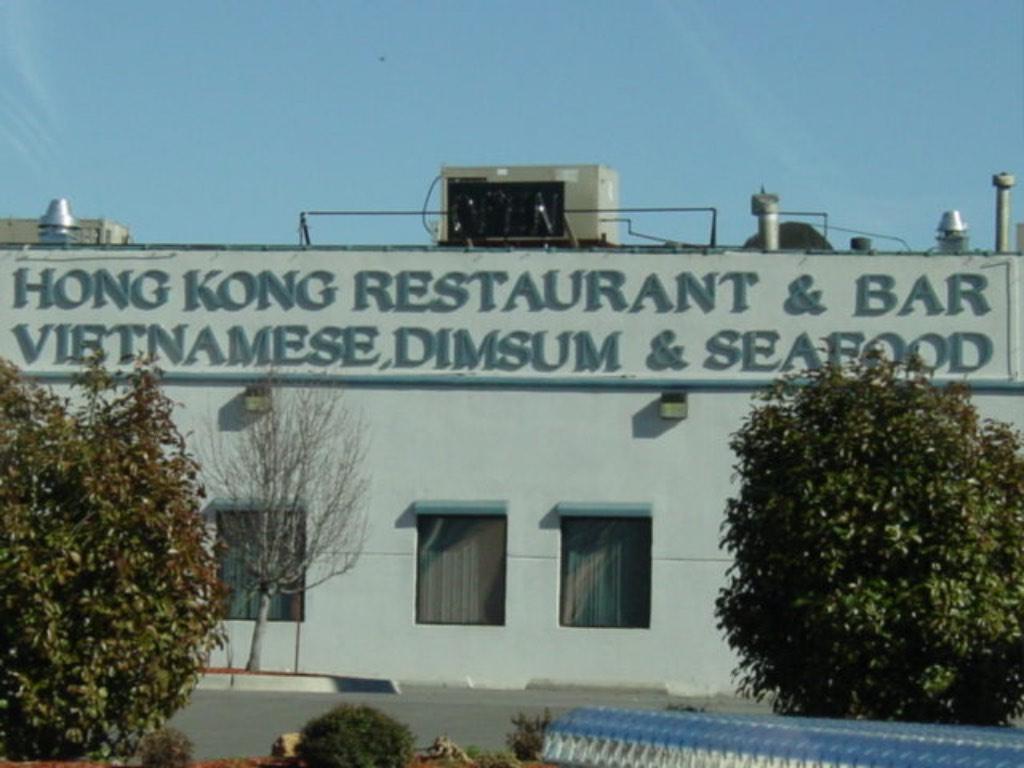 HONG KONG RESTAURANT & BAR
VIETNAMESE,DIMSUM & SEAFOOD